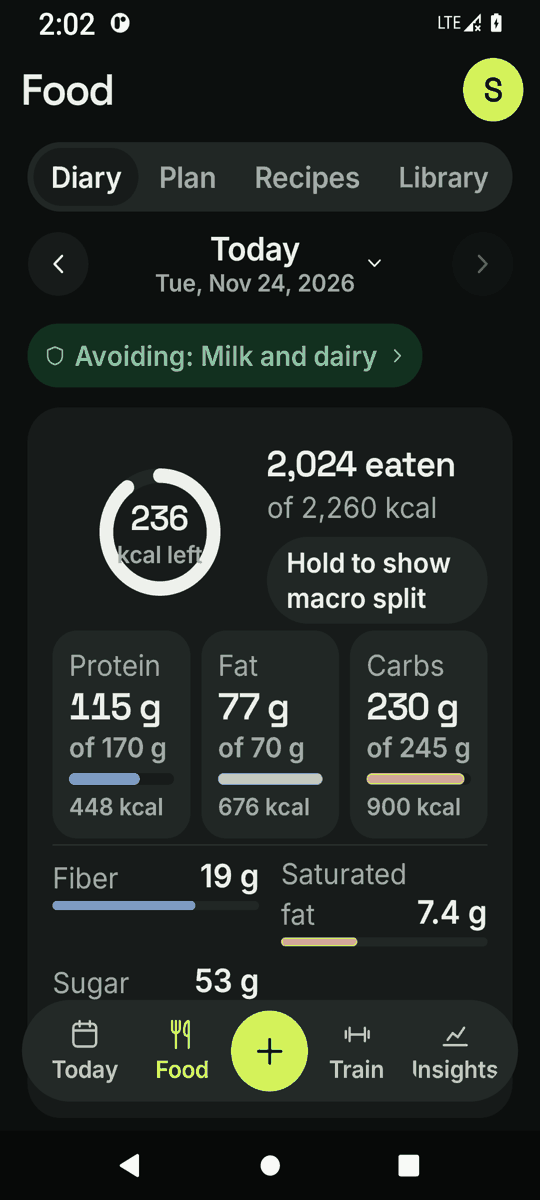 2:02
LTE
Food
S
Diary Plan Recipes Library
Today
Tue, Nov 24, 2026
Avoiding: Milk and dairy
236
kcal left
2,024 eaten
of 2,260 kcal
Hold to show
macro split
Protein
115 g
of 170 g
448 kcal
Fat
77 g
of 70 g
676 kcal
Carbs
230 g
of 245 g
900 kcal
Fiber 19 g
Saturated
fat 7.4 g
Sugar 53 g
Today Food + Train Insights